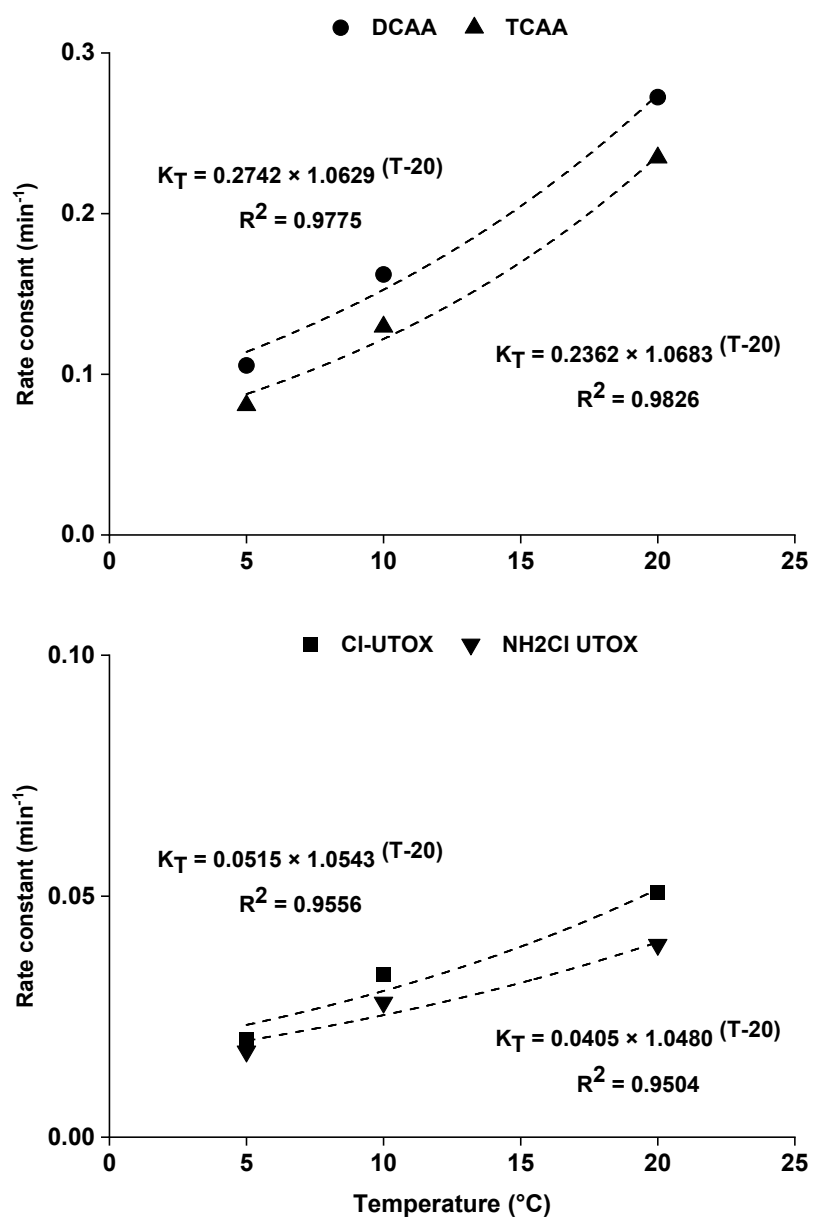 ● DCAA ▲ TCAA
0.3
K_T = 0.2742 × 1.0629 (T-20)
R² = 0.9775
0.2
Rate constant (min⁻¹)
K_T = 0.2362 × 1.0683 (T-20)
R² = 0.9826
0.1
0.0
0 5 10 15 20 25
■ Cl-UTOX ▼ NH2Cl UTOX
0.10
K_T = 0.0515 × 1.0543 (T-20)
R² = 0.9556
Rate constant (min⁻¹)
0.05
K_T = 0.0405 × 1.0480 (T-20)
R² = 0.9504
0.00
0 5 10 15 20 25
Temperature (°C)